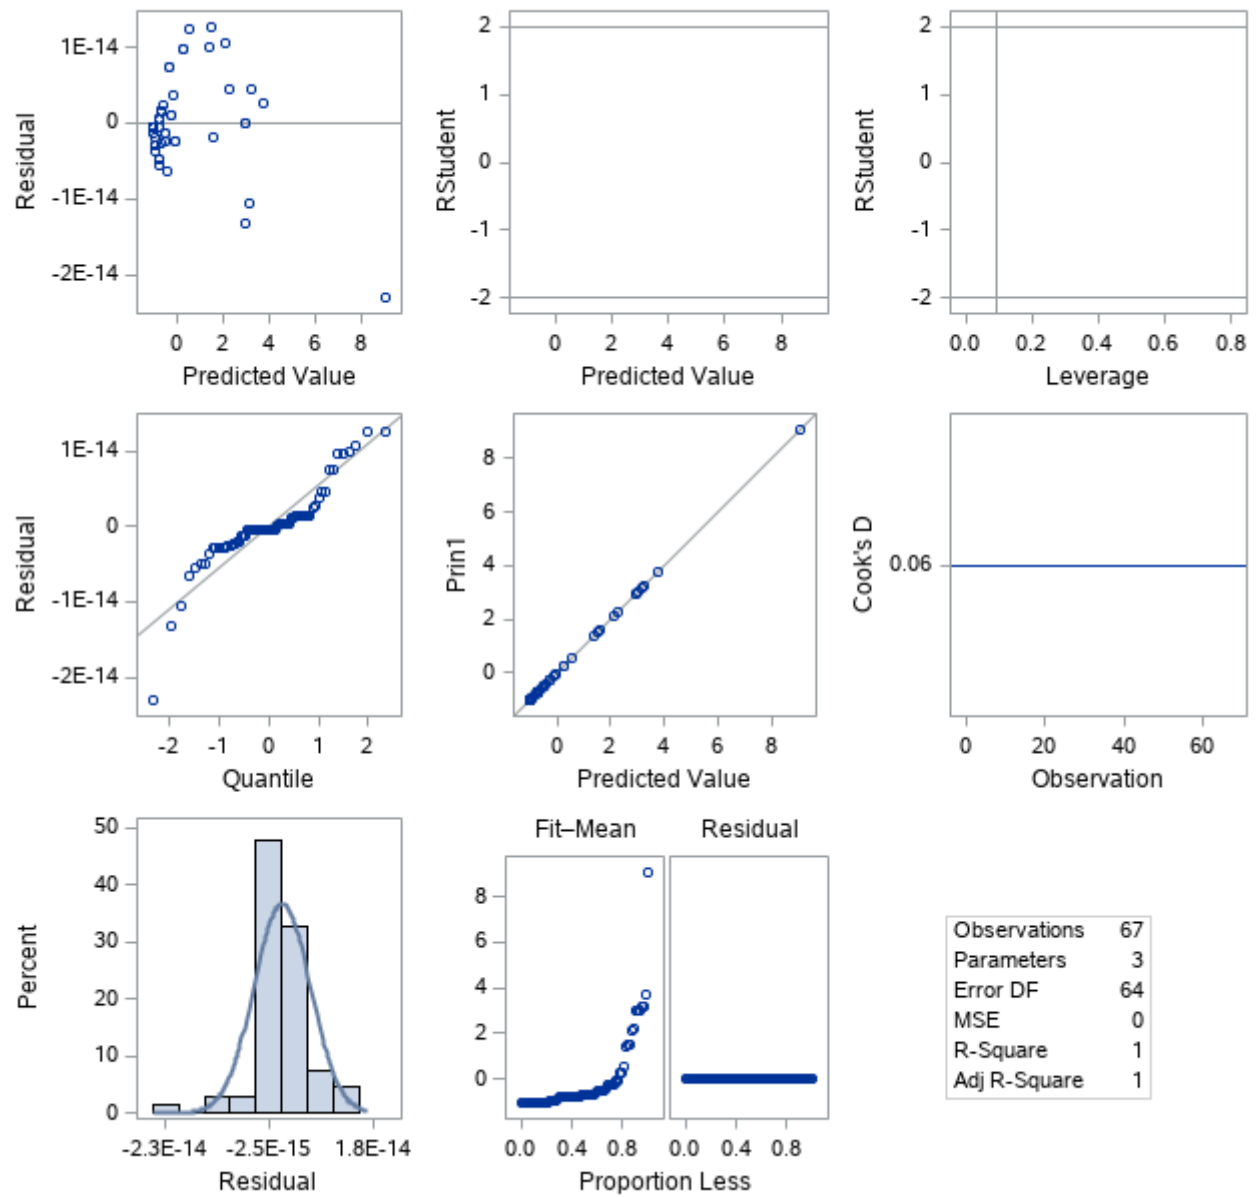 Residual
1E-14
0
-1E-14
-2E-14
0 2 4 6 8
Predicted Value
RStudent
2
1
0
-1
-2
0 2 4 6 8
Predicted Value
RStudent
2
1
0
-1
-2
0.0 0.2 0.4 0.6 0.8
Leverage
Residual
1E-14
0
-1E-14
-2E-14
-2 -1 0 1 2
Quantile
Prin1
8
6
4
2
0
0 2 4 6 8
Predicted Value
Cook's D
0.06
0 20 40 60
Observation
Percent
50
40
30
20
10
0
-2.3E-14 -2.5E-15 1.8E-14
Residual
Fit–Mean Residual
8
6
4
2
0
0.0 0.4 0.8 0.0 0.4 0.8
Proportion Less
Observations 67
Parameters 3
Error DF 64
MSE 0
R-Square 1
Adj R-Square 1